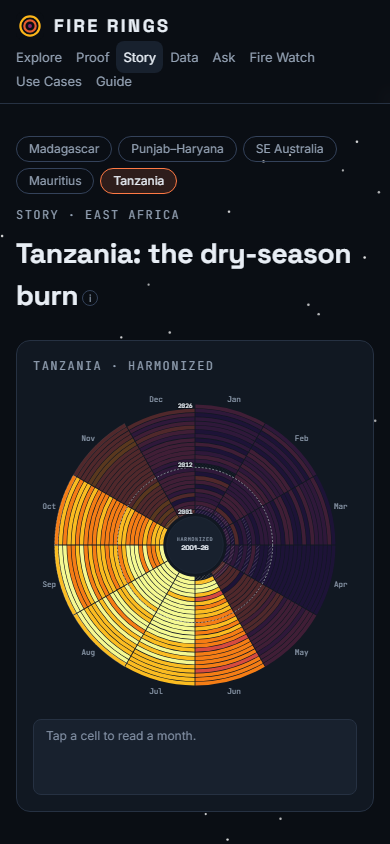 FIRE RINGS
Explore Proof Story Data Ask Fire Watch
Use Cases Guide
Madagascar Punjab–Haryana SE Australia
Mauritius Tanzania
STORY · EAST AFRICA
Tanzania: the dry-season
burn i
TANZANIA · HARMONIZED
Dec Jan
2026
Nov Feb
2012
Oct Mar
2001
HARMONIZED
2001–26
Sep Apr
Aug May
Jul Jun
Tap a cell to read a month.